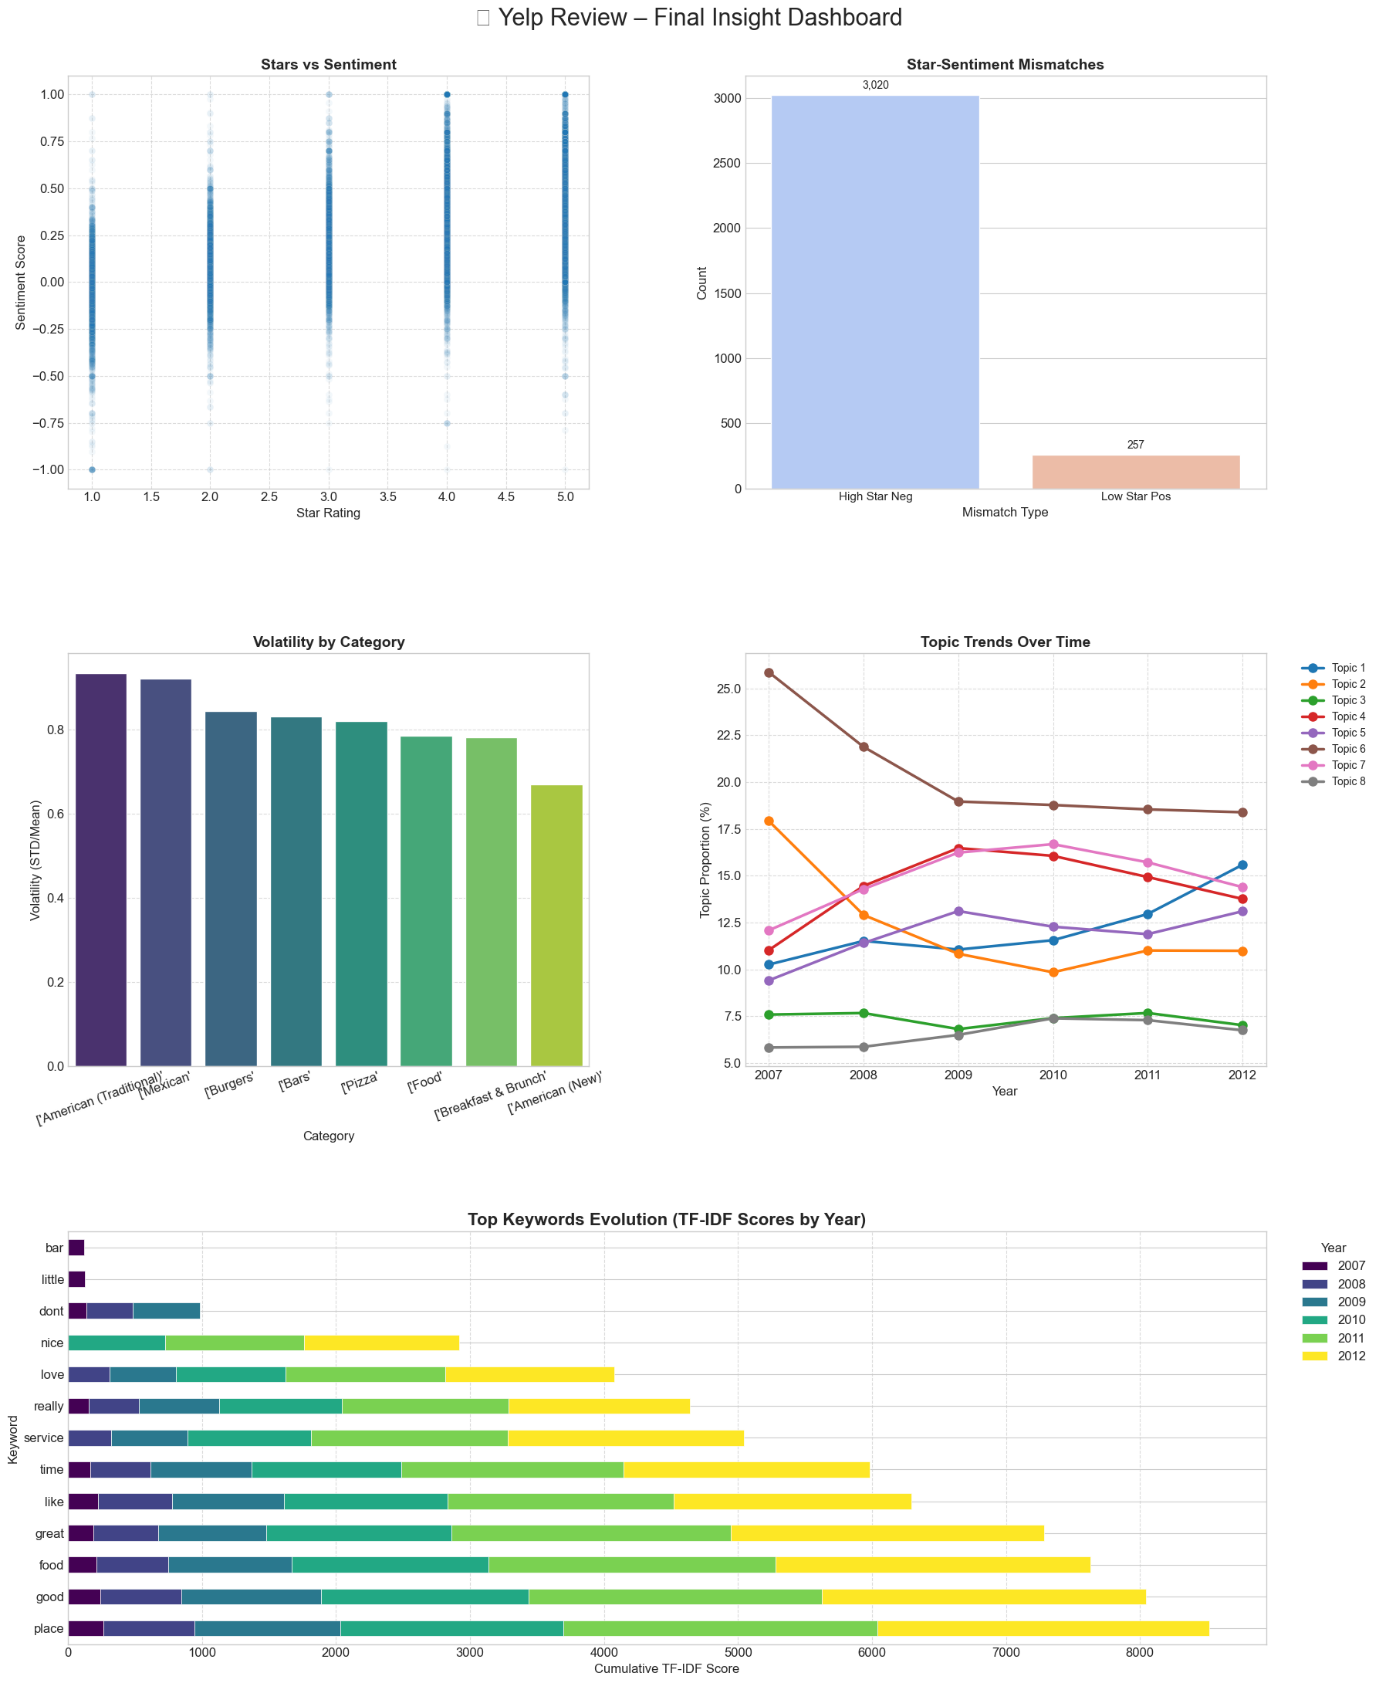 ▯ Yelp Review – Final Insight Dashboard
Stars vs Sentiment
1.00
0.75
0.50
0.25
0.00
−0.25
−0.50
−0.75
−1.00
Sentiment Score
1.0 1.5 2.0 2.5 3.0 3.5 4.0 4.5 5.0
Star Rating
Star-Sentiment Mismatches
3,020
257
3000
2500
2000
1500
1000
500
0
Count
High Star Neg Low Star Pos
Mismatch Type
Volatility by Category
0.8
0.6
0.4
0.2
0.0
Volatility (STD/Mean)
['American (Traditional)'
['Mexican'
['Burgers'
['Bars'
['Pizza'
['Food'
['Breakfast & Brunch'
['American (New)'
Category
Topic Trends Over Time
25.0
22.5
20.0
17.5
15.0
12.5
10.0
7.5
5.0
Topic Proportion (%)
2007 2008 2009 2010 2011 2012
Year
Topic 1
Topic 2
Topic 3
Topic 4
Topic 5
Topic 6
Topic 7
Topic 8
Top Keywords Evolution (TF-IDF Scores by Year)
bar
little
dont
nice
love
really
service
time
like
great
food
good
place
Keyword
0 1000 2000 3000 4000 5000 6000 7000 8000
Cumulative TF-IDF Score
Year
2007
2008
2009
2010
2011
2012